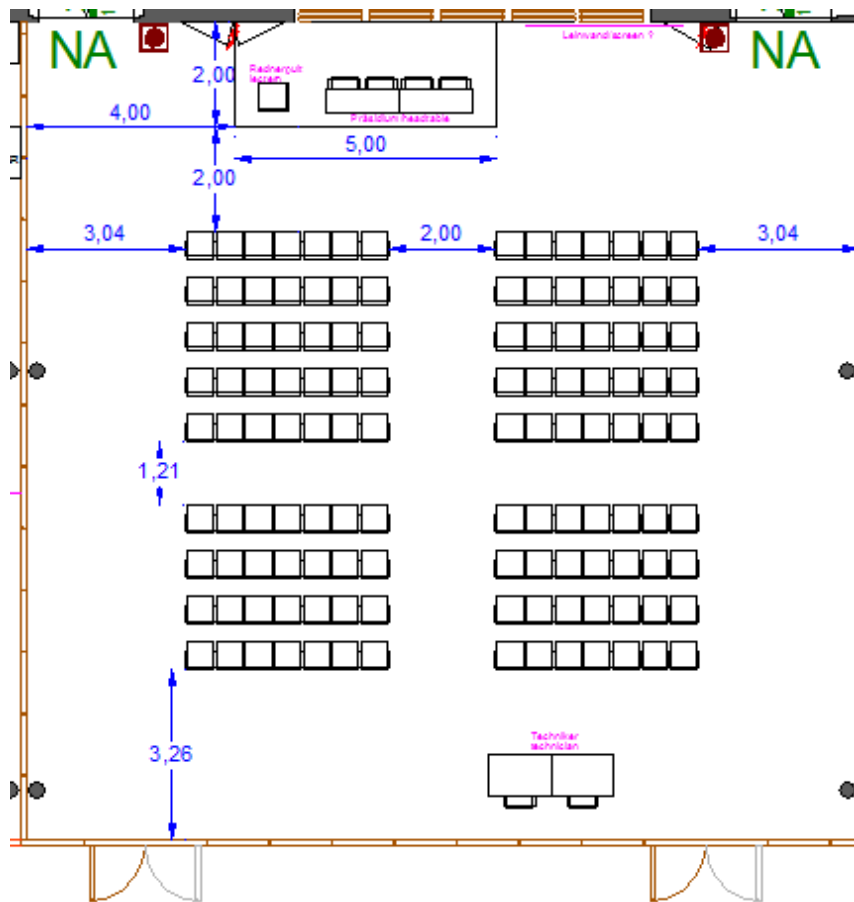 NA
NA
Leinwand/screen ?
2,00
Rednerpult
lectern
4,00
Präsidium headtable
5,00
2,00
3,04
2,00
3,04
1,21
Techniker
technician
3,26